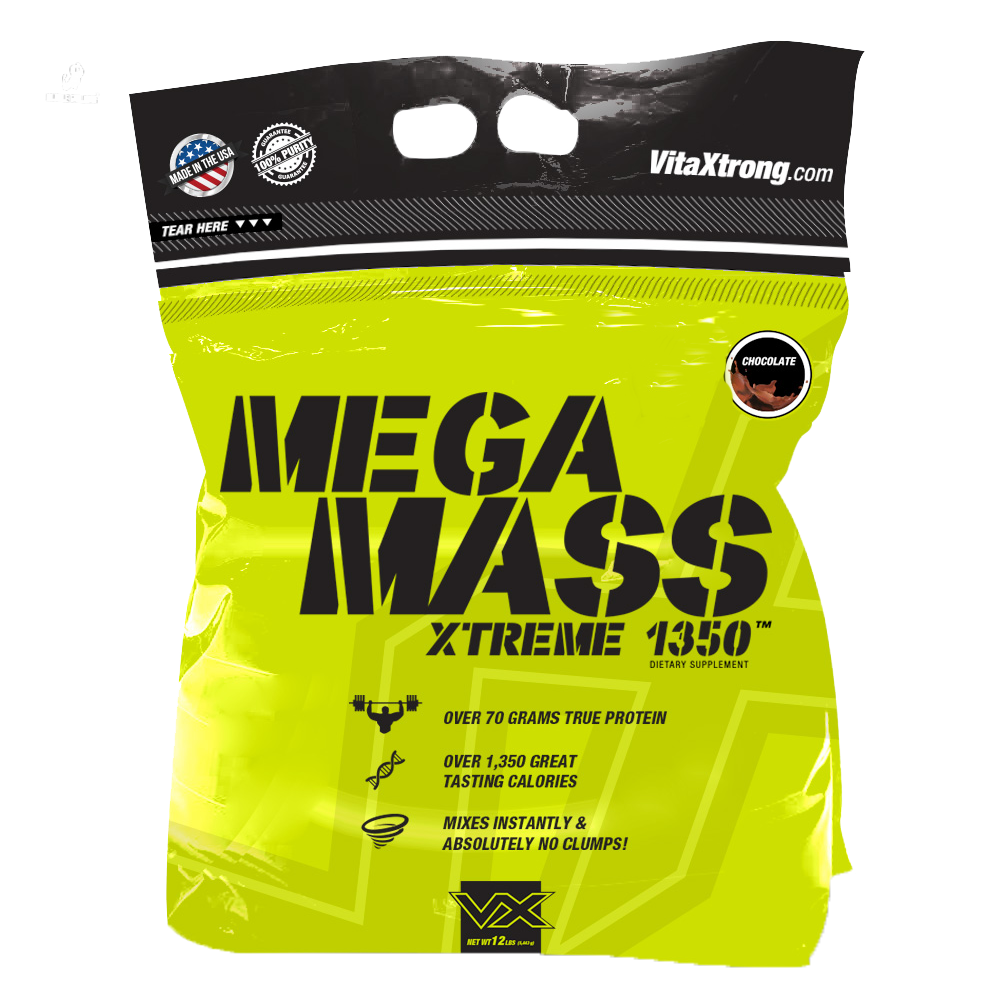 MADE IN THE USA
GUARANTEE
100% PURITY
GUARANTEE
VitaXtrong.com
TEAR HERE
CHOCOLATE
MEGA
MASS
XTREME 1350™
DIETARY SUPPLEMENT
OVER 70 GRAMS TRUE PROTEIN
OVER 1,350 GREAT
TASTING CALORIES
MIXES INSTANTLY &
ABSOLUTELY NO CLUMPS!
VX
NET WT 12 LBS